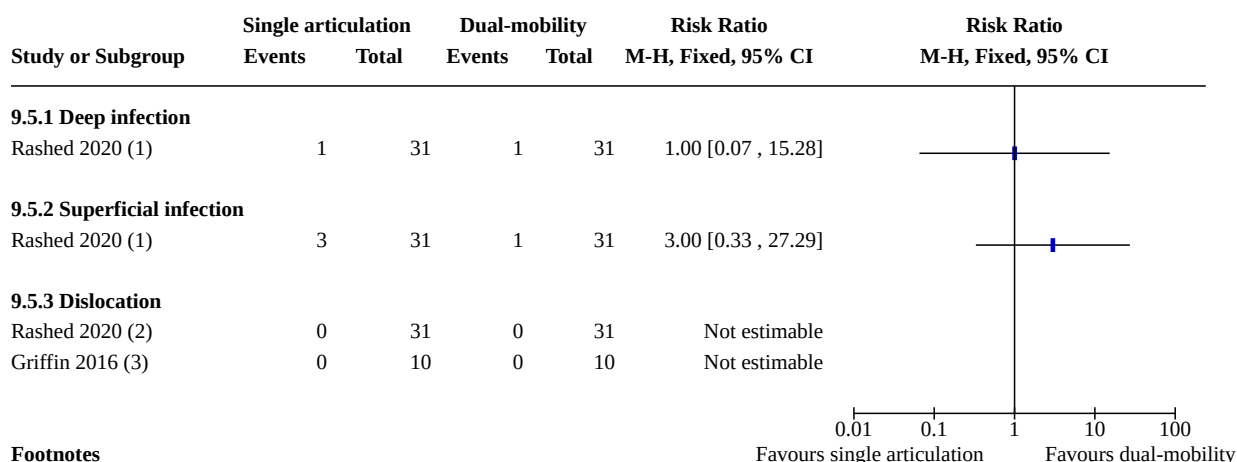 Single articulation Dual-mobility Risk Ratio Risk Ratio
Study or Subgroup Events Total Events Total M-H, Fixed, 95% CI M-H, Fixed, 95% CI
9.5.1 Deep infection
Rashed 2020 (1) 1 31 1 31 1.00 [0.07 , 15.28]
9.5.2 Superficial infection
Rashed 2020 (1) 3 31 1 31 3.00 [0.33 , 27.29]
9.5.3 Dislocation
Rashed 2020 (2) 0 31 0 31 Not estimable
Griffin 2016 (3) 0 10 0 10 Not estimable
0.01 0.1 1 10 100
Footnotes Favours single articulation Favours dual-mobility